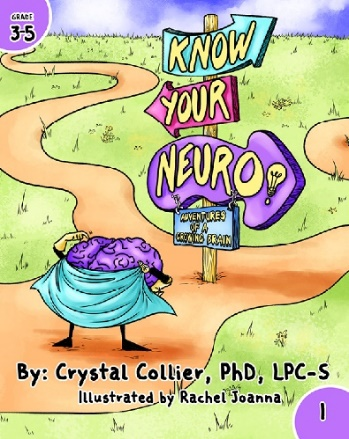 GRADE
3-5
KNOW
YOUR
NEURO
ADVENTURES
OF A
GROWING BRAIN
By: Crystal Collier, PhD, LPC-S
Illustrated by Rachel Joanna
1